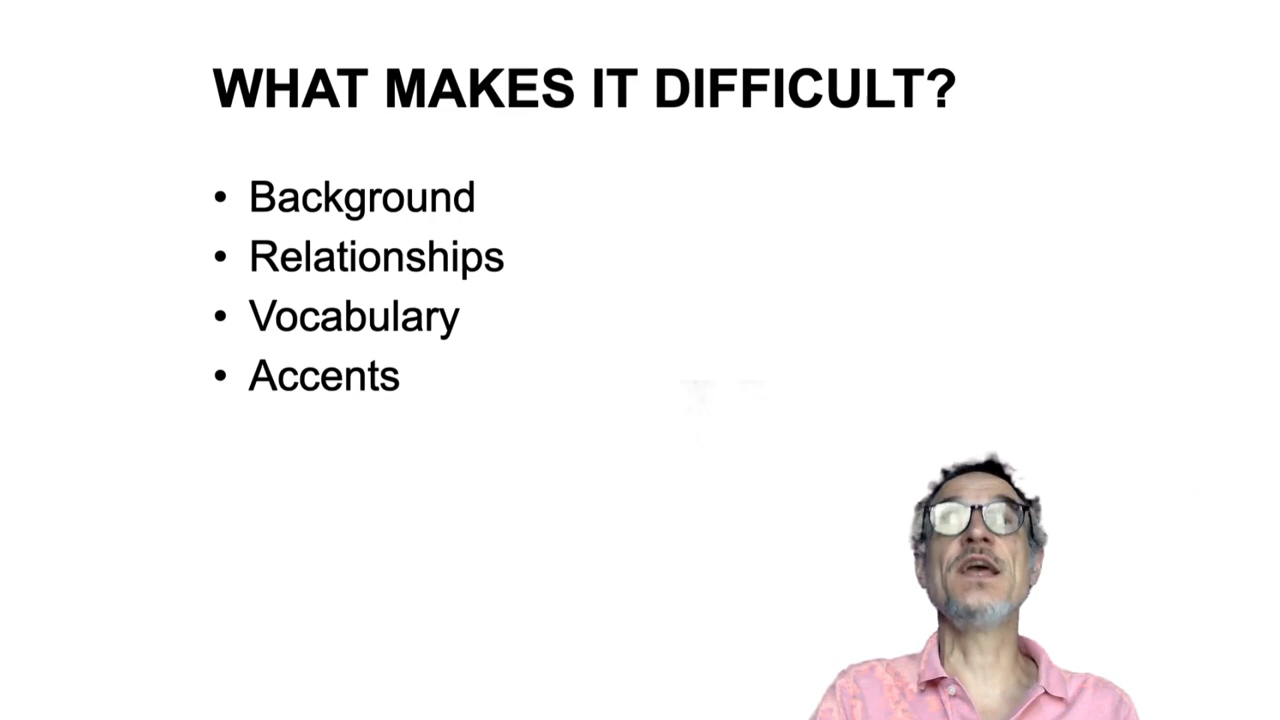 WHAT MAKES IT DIFFICULT?
• Background
• Relationships
• Vocabulary
• Accents